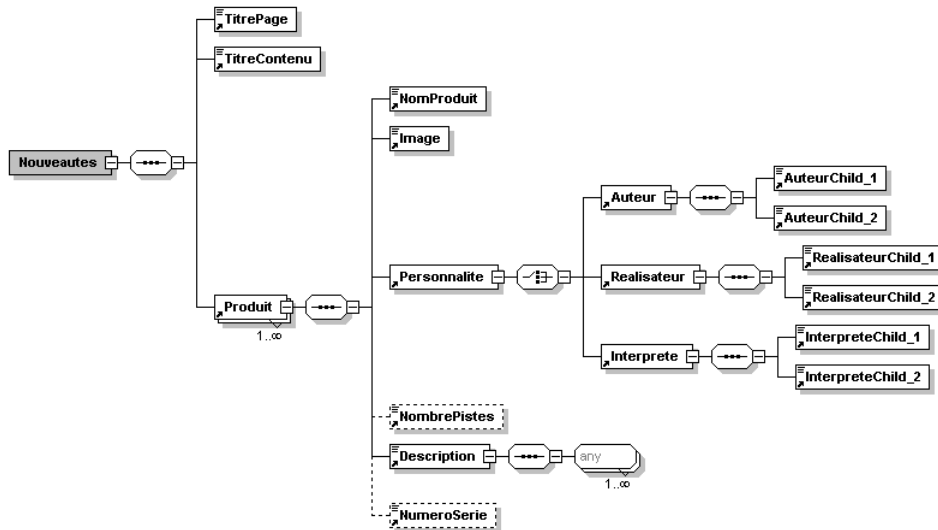 TitrePage
TitreContenu
NomProduit
Image
Nouveautes
AuteurChild_1
Auteur
AuteurChild_2
RealisateurChild_1
Personnalite
Realisateur
RealisateurChild_2
Produit
1..∞
InterpreteChild_1
Interprete
InterpreteChild_2
NombrePistes
Description
any
1..∞
NumeroSerie